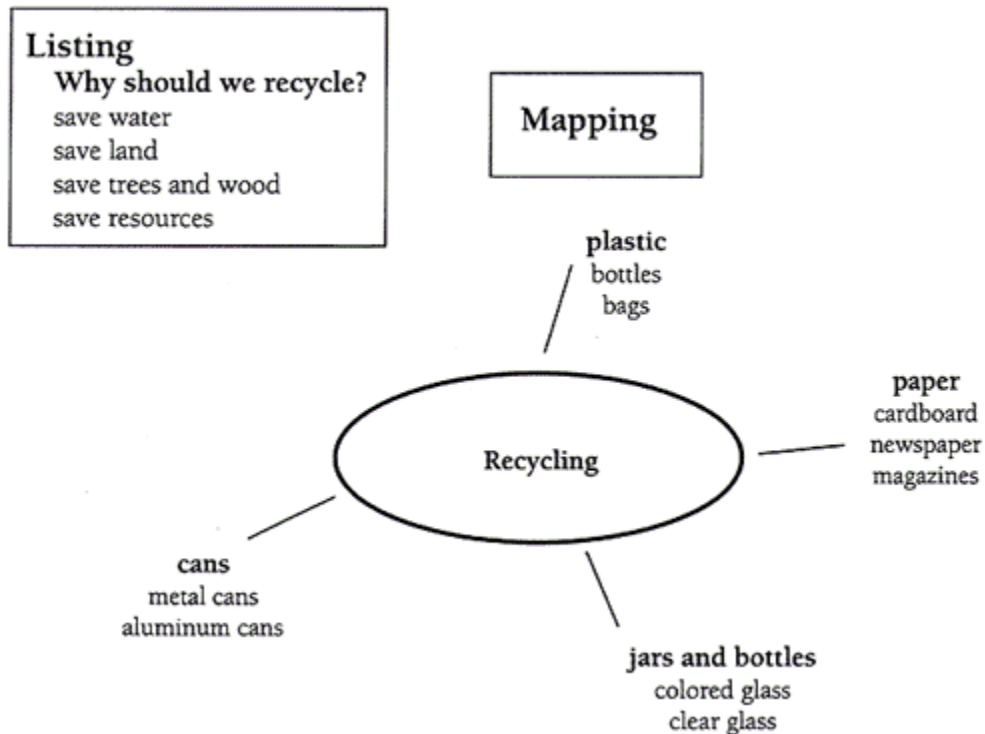 Listing
Why should we recycle?
save water
save land
save trees and wood
save resources
Mapping
plastic
bottles
bags
Recycling
paper
cardboard
newspaper
magazines
cans
metal cans
aluminum cans
jars and bottles
colored glass
clear glass